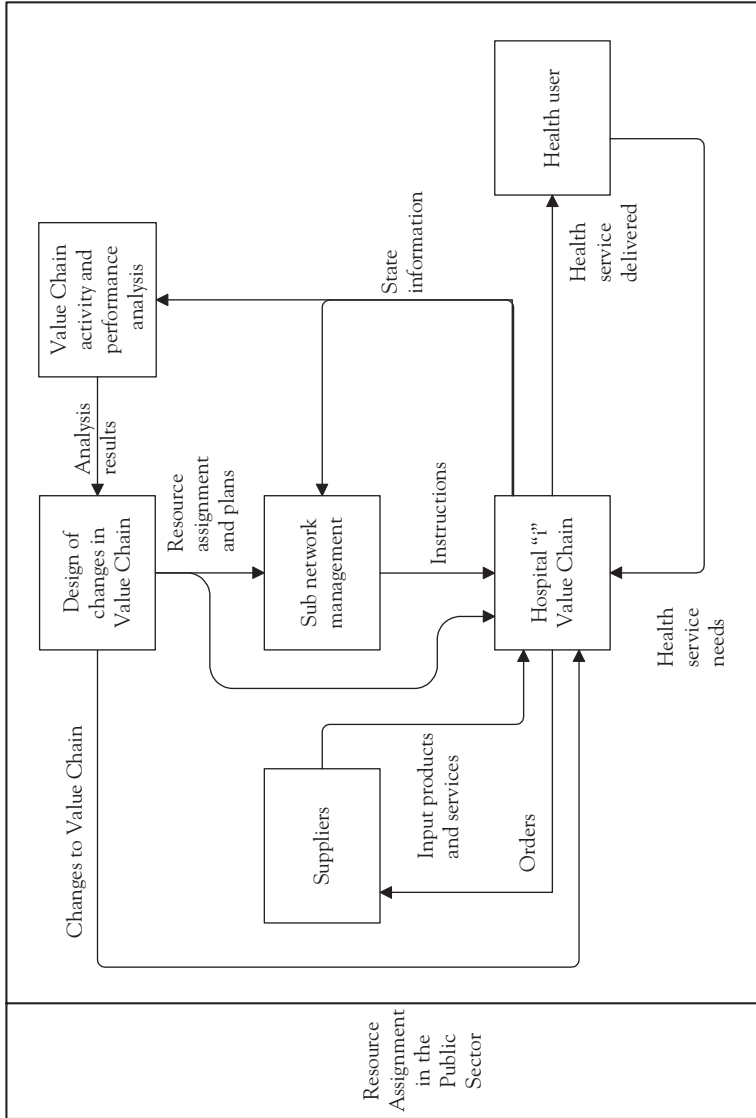 Resource
Assignment
in the
Public
Sector
Changes to Value Chain
Design of
changes in
Value Chain
Analysis
results
Value Chain
activity and
performance
analysis
Resource
assignment
and plans
Suppliers
Sub network
management
State
information
Input products
and services
Instructions
Orders
Hospital “i”
Value Chain
Health
service
delivered
Health user
Health
service
needs